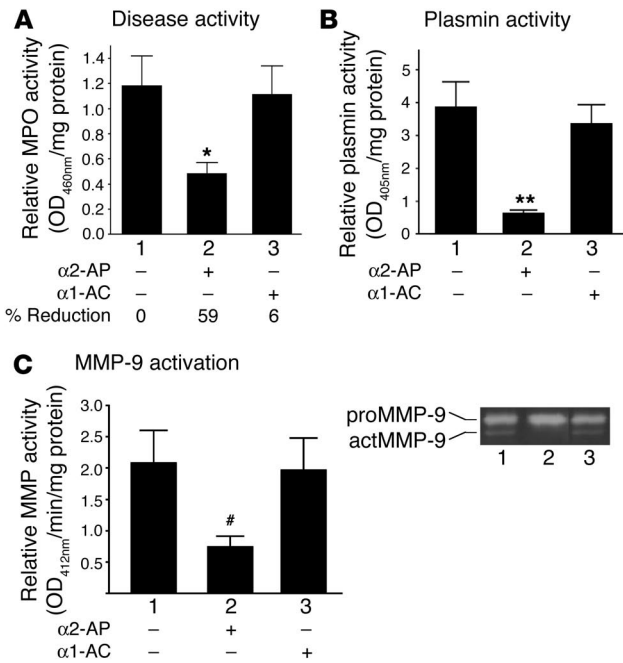 A Disease activity
Relative MPO activity
(OD460nm/mg protein)
1.4
1.2
1.0
0.8
0.6
0.4
0.2
0.0
*
1 2 3
α2-AP – + –
α1-AC – – +
% Reduction 0 59 6
B Plasmin activity
Relative plasmin activity
(OD405nm/mg protein)
5
4
3
2
1
0
**
1 2 3
α2-AP – + –
α1-AC – – +
C MMP-9 activation
Relative MMP activity
(OD412nm/min/mg protein)
3.0
2.5
2.0
1.5
1.0
0.5
#
1 2 3
α2-AP – + –
α1-AC – – +
proMMP-9
actMMP-9
1 2 3